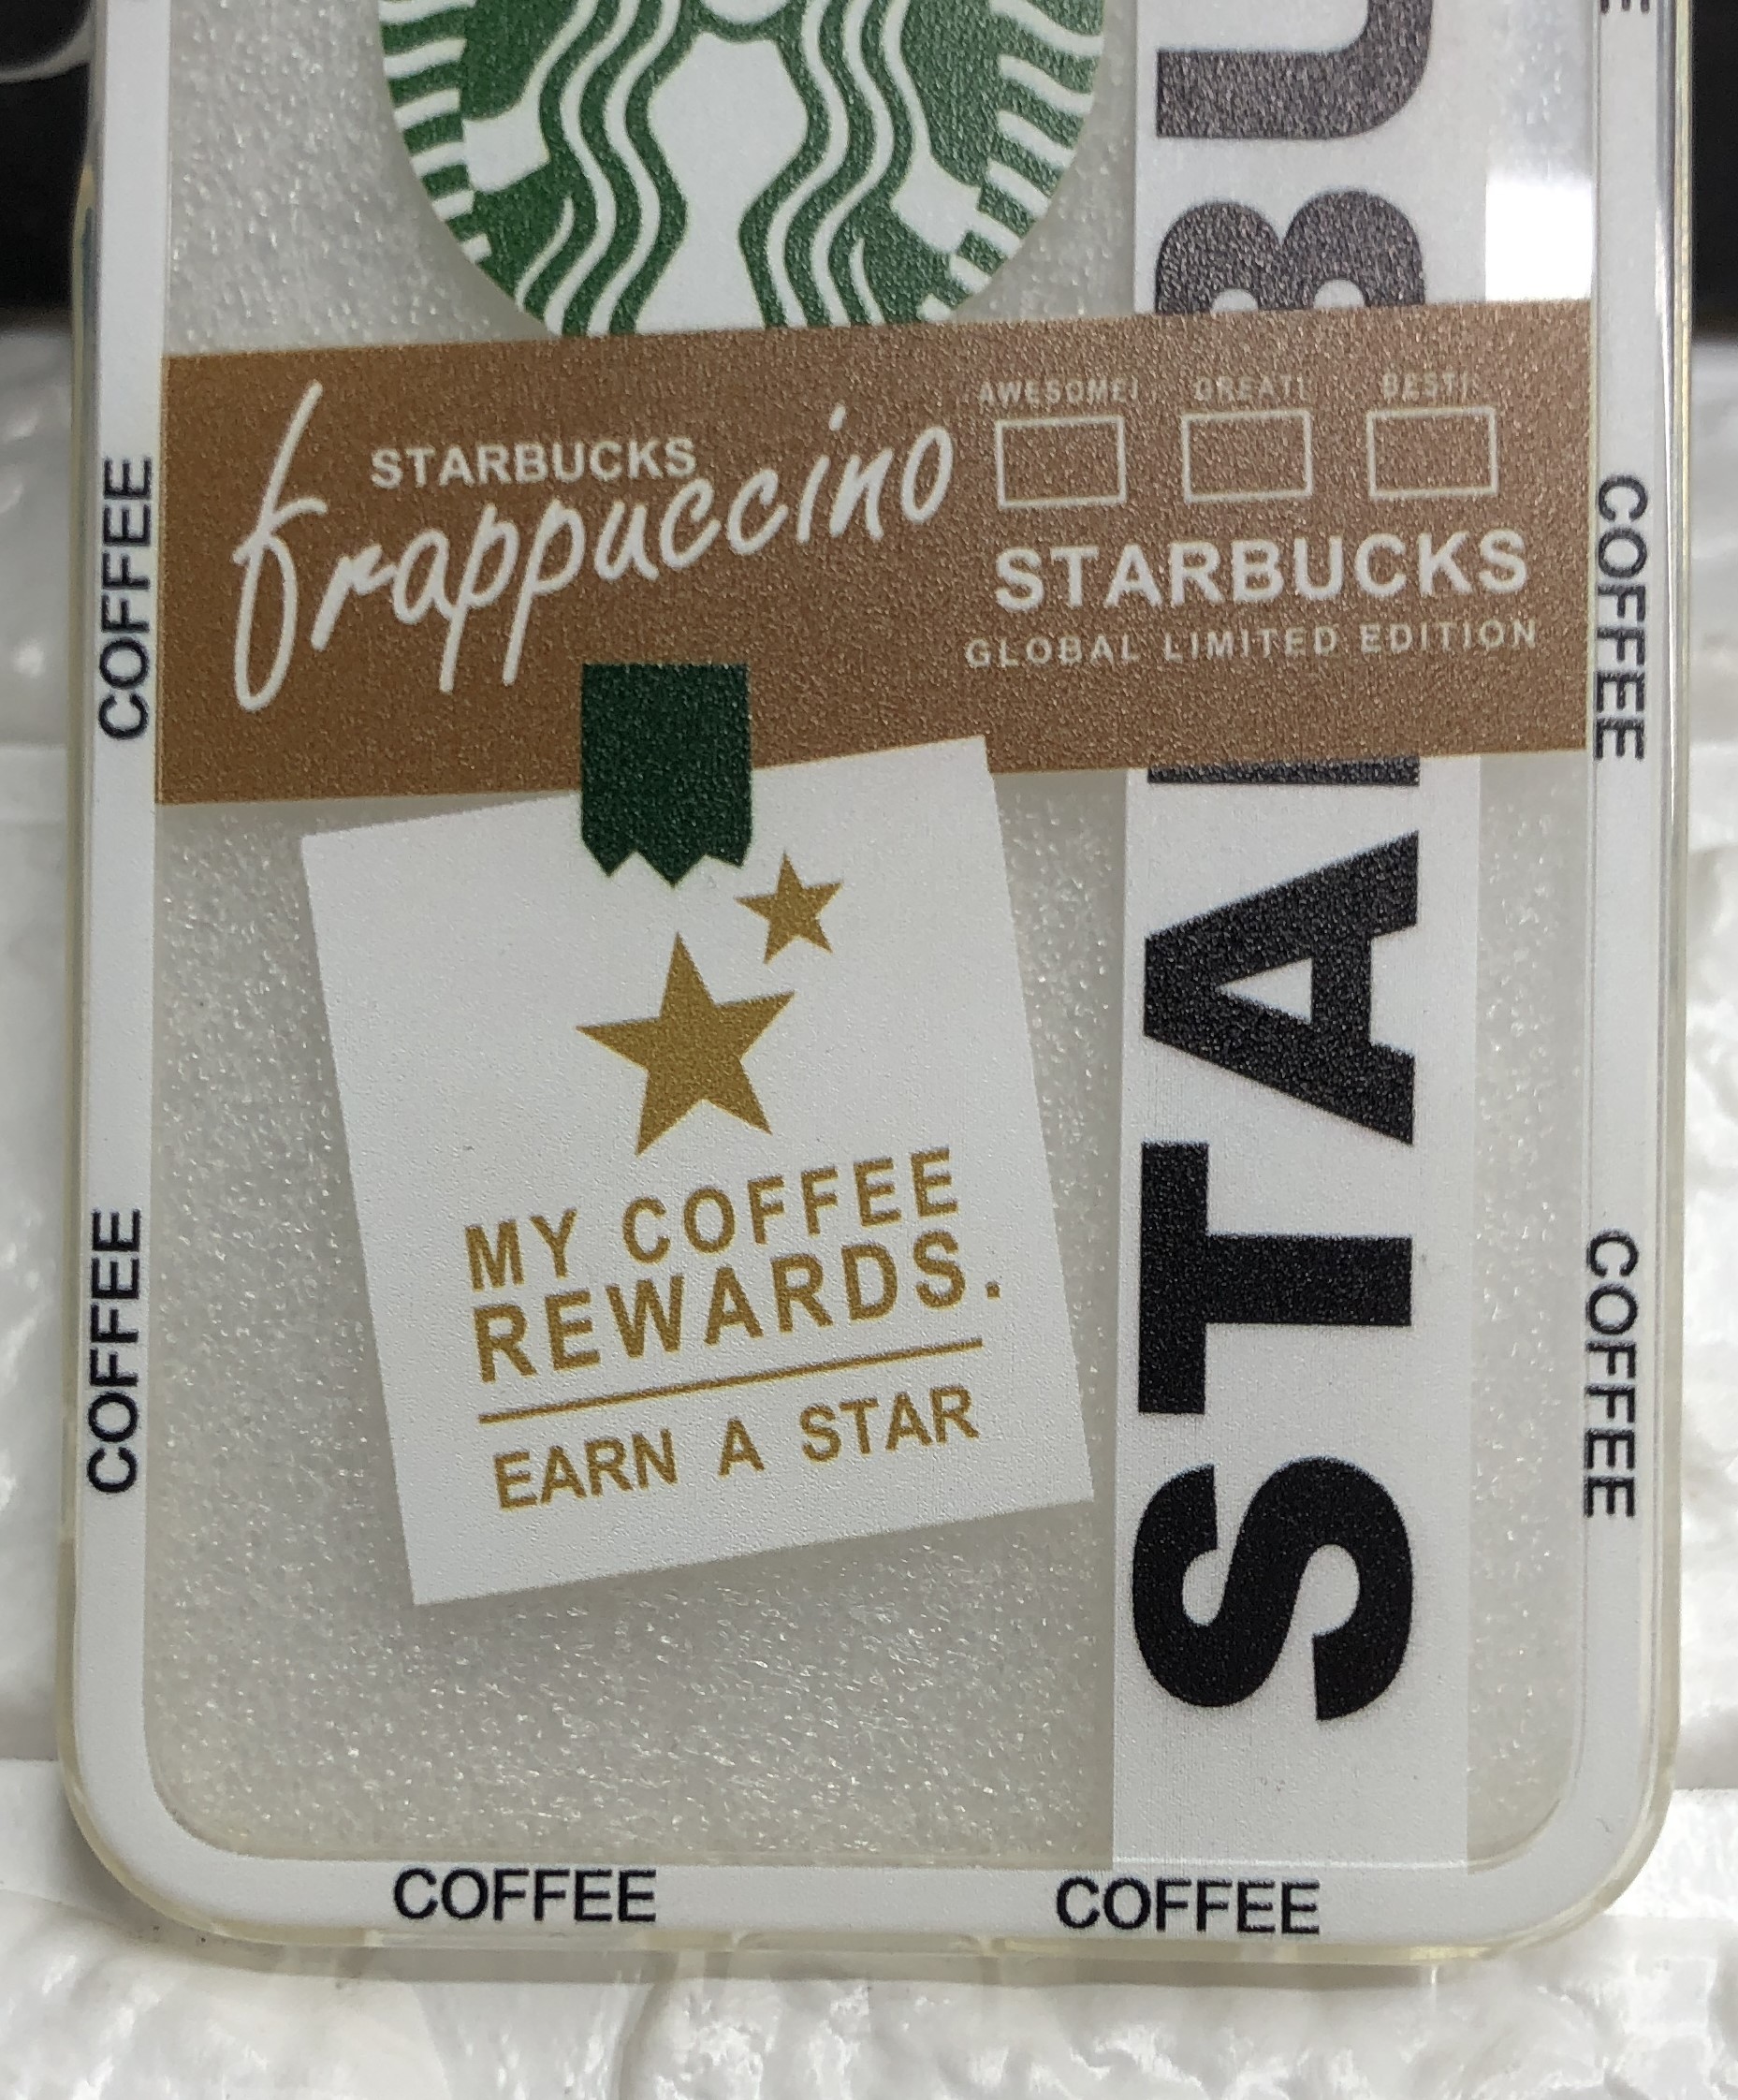 STARBUCKS
frappuccino
AWESOME! GREAT! BEST!
STARBUCKS
GLOBAL LIMITED EDITION
MY COFFEE
REWARDS.
EARN A STAR
COFFEE
COFFEE
COFFEE
COFFEE
COFFEE
COFFEE